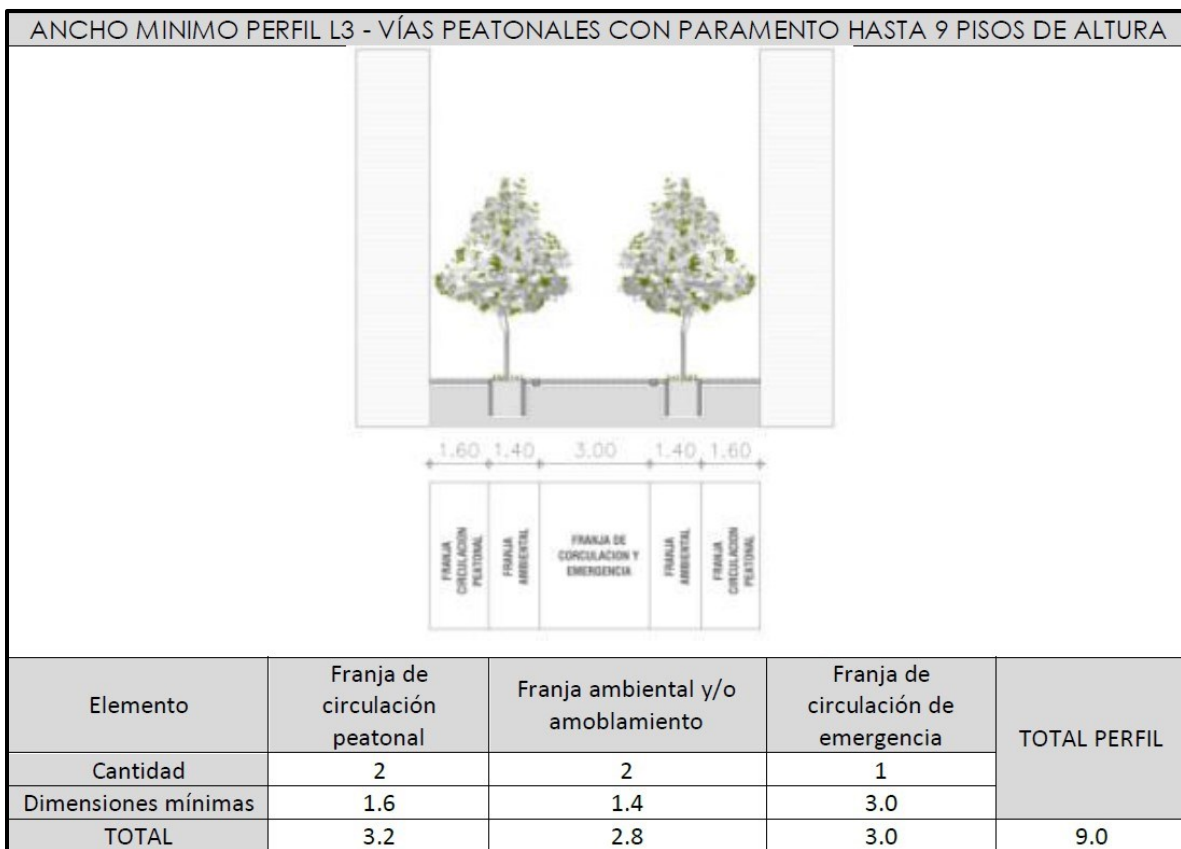 ANCHO MINIMO PERFIL L3 - VÍAS PEATONALES CON PARAMENTO HASTA 9 PISOS DE ALTURA
1.60 1.40 3.00 1.40 1.60
FRANJA
CIRCULACION
PEATONAL
FRANJA
AMBIENTAL
FRANJA DE
CORCULACION Y
EMERGENCIA
FRANJA
AMBIENTAL
FRANJA
CIRCULACION
PEATONAL
Elemento
Franja de
circulación
peatonal
Franja ambiental y/o
amoblamiento
Franja de
circulación de
emergencia
TOTAL PERFIL
Cantidad 2 2 1
Dimensiones mínimas 1.6 1.4 3.0
TOTAL 3.2 2.8 3.0 9.0